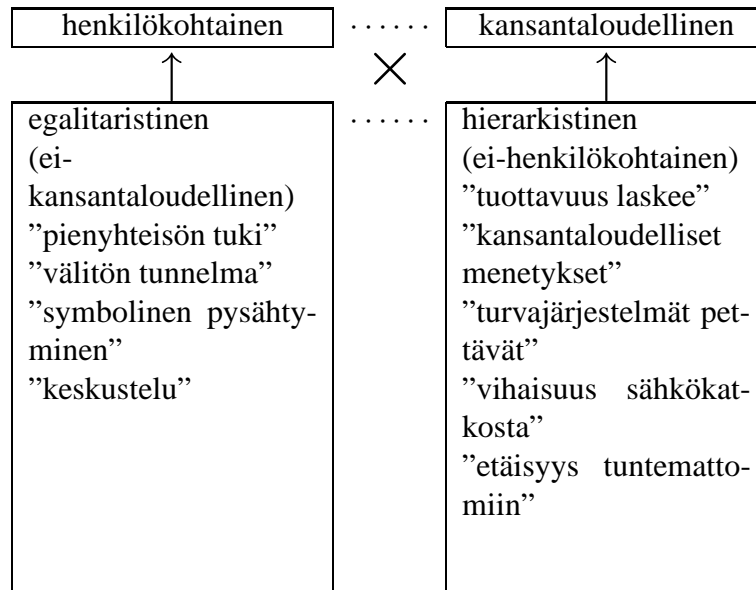 henkilökohtainen
......
kansantaloudellinen
×
egalitaristinen
(ei-
kansantaloudellinen)
”pienyhteisön tuki”
”välitön tunnelma”
”symbolinen pysähty-
minen”
”keskustelu”
......
hierarkistinen
(ei-henkilökohtainen)
”tuottavuus laskee”
”kansantaloudelliset
menetykset”
”turvajärjestelmät pet-
tävät”
”vihaisuus sähkökat-
kosta”
”etäisyys tuntematto-
miin”